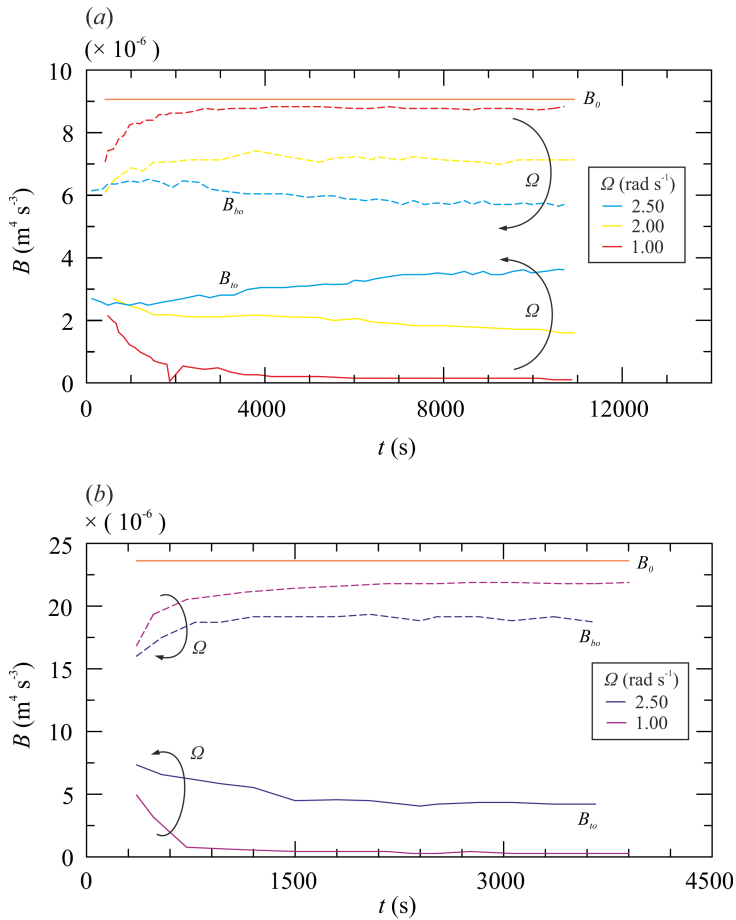 (a)
(× 10⁻⁶)
10
8
6
4
2
0
B (m⁴ s⁻³)
B₀
B_bo
B_to
Ω
Ω
Ω (rad s⁻¹)
2.50
2.00
1.00
0 4000 8000 12000
t (s)
(b)
× ( 10⁻⁶ )
25
20
15
10
5
0
B (m⁴ s⁻³)
B₀
Ω
B_bo
Ω
B_to
Ω (rad s⁻¹)
2.50
1.00
0 1500 3000 4500
t (s)